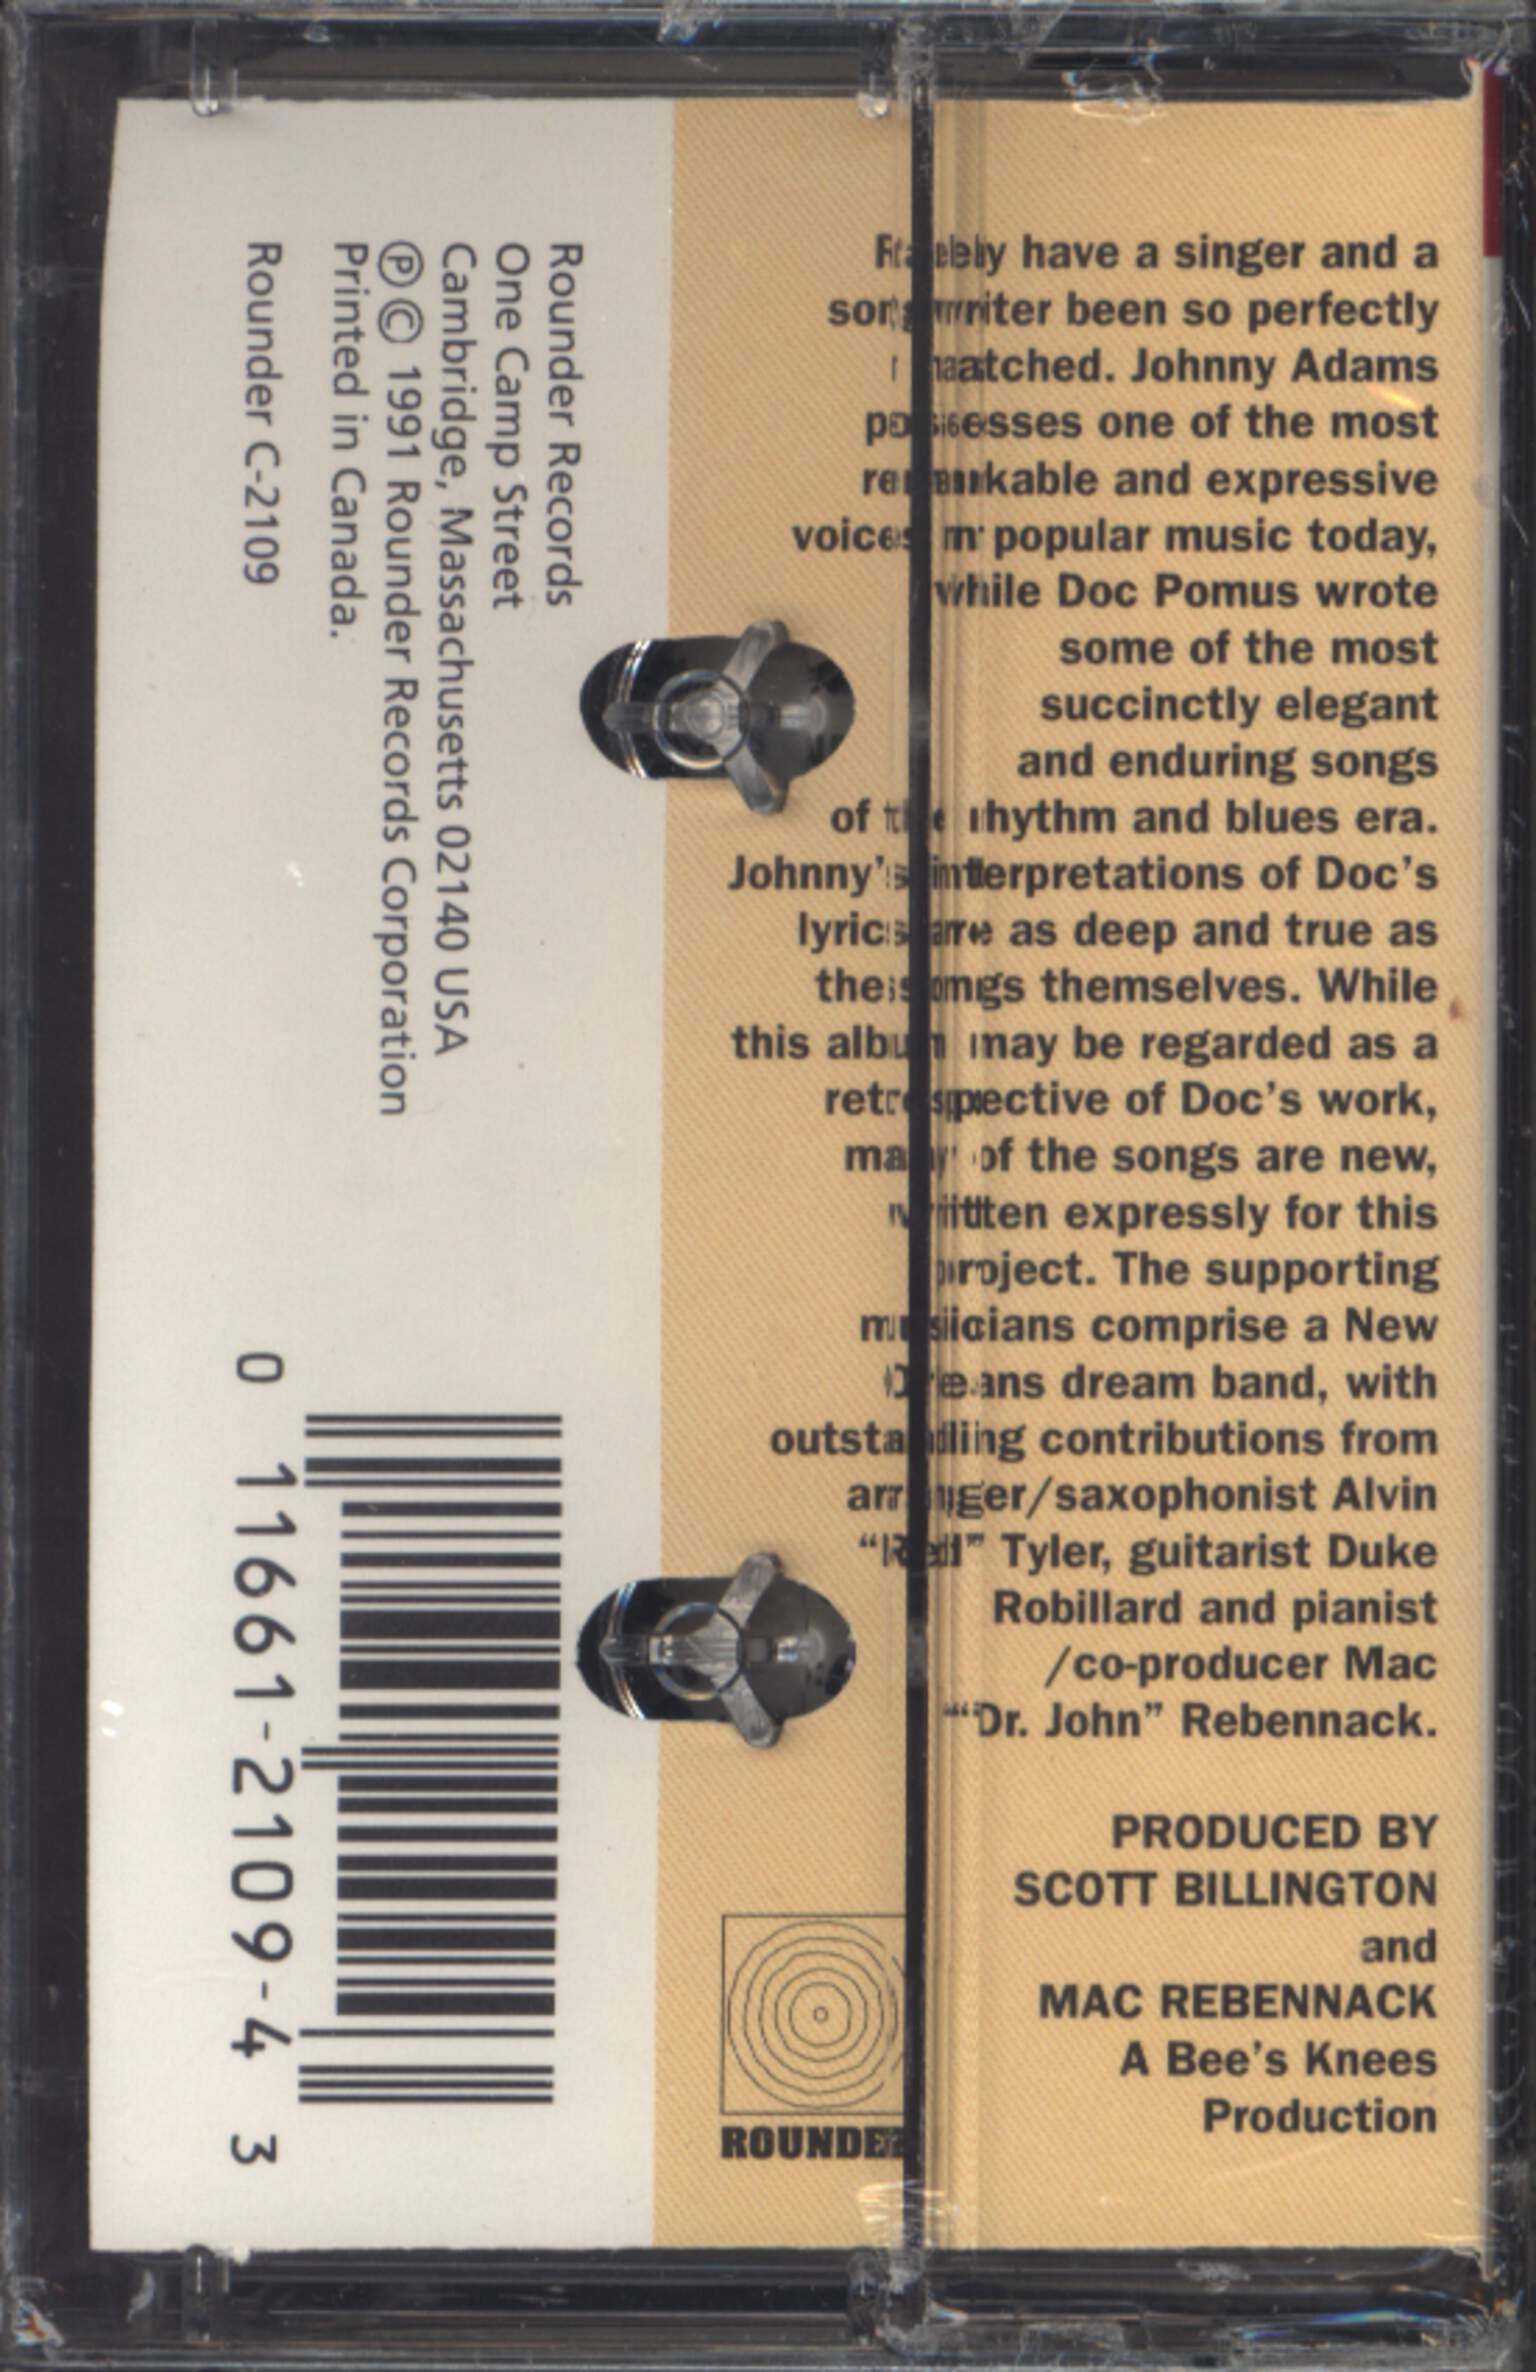 Rarely have a singer and a
songwriter been so perfectly
matched. Johnny Adams
possesses one of the most
remarkable and expressive
voices in popular music today,
while Doc Pomus wrote
some of the most
succinctly elegant
and enduring songs
of the rhythm and blues era.
Johnny's interpretations of Doc's
lyrics are as deep and true as
the songs themselves. While
this album may be regarded as a
retrospective of Doc's work,
many of the songs are new,
written expressly for this
project. The supporting
musicians comprise a New
Orleans dream band, with
outstanding contributions from
arranger/saxophonist Alvin
“Red” Tyler, guitarist Duke
Robillard and pianist
/co-producer Mac
“Dr. John” Rebennack.
PRODUCED BY
SCOTT BILLINGTON
and
MAC REBENNACK
A Bee's Knees
Production
ROUNDER
Rounder Records
One Camp Street
Cambridge, Massachusetts 02140 USA
Ⓟ © 1991 Rounder Records Corporation
Printed in Canada.
Rounder C-2109
0 11661-2109-4 3